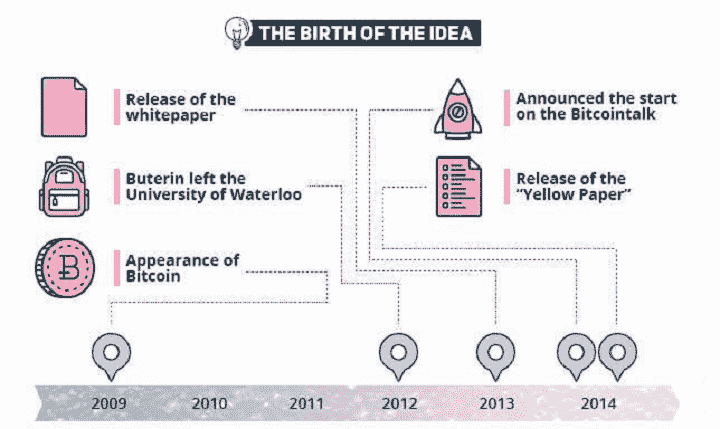 THE BIRTH OF THE IDEA
Release of the
whitepaper
Announced the start
on the Bitcointalk
Buterin left the
University of Waterloo
Release of the
“Yellow Paper”
Appearance of
Bitcoin
2009 2010 2011 2012 2013 2014